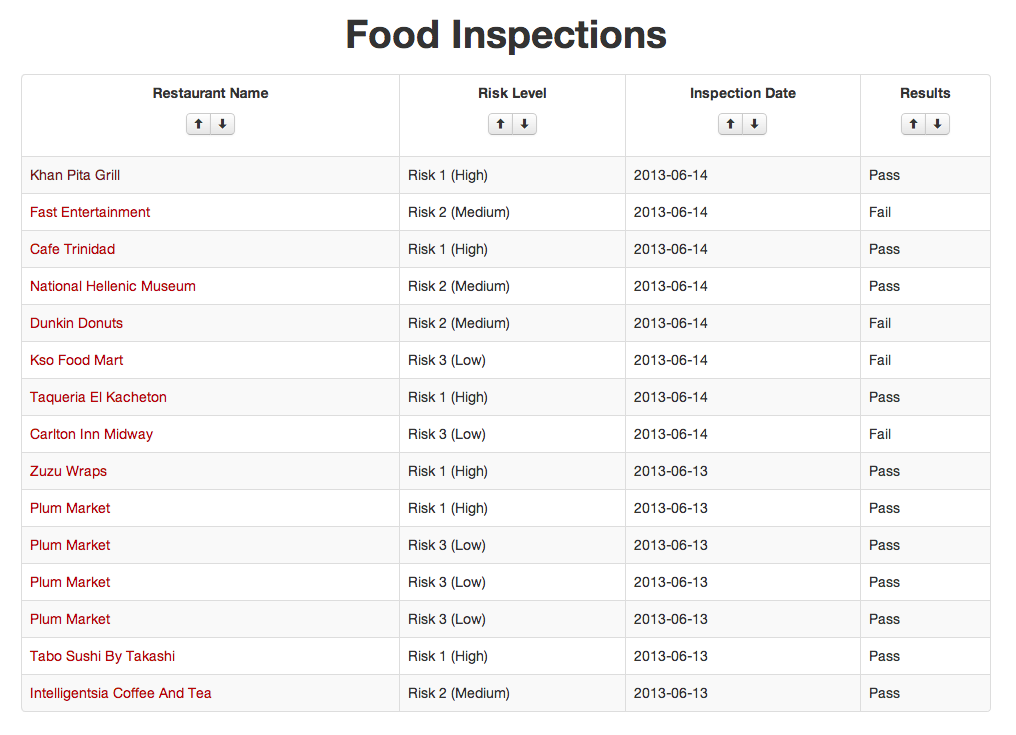 Food Inspections
Restaurant Name Risk Level Inspection Date Results
Khan Pita Grill Risk 1 (High) 2013-06-14 Pass
Fast Entertainment Risk 2 (Medium) 2013-06-14 Fail
Cafe Trinidad Risk 1 (High) 2013-06-14 Pass
National Hellenic Museum Risk 2 (Medium) 2013-06-14 Pass
Dunkin Donuts Risk 2 (Medium) 2013-06-14 Fail
Kso Food Mart Risk 3 (Low) 2013-06-14 Fail
Taqueria El Kacheton Risk 1 (High) 2013-06-14 Pass
Carlton Inn Midway Risk 3 (Low) 2013-06-14 Fail
Zuzu Wraps Risk 1 (High) 2013-06-13 Pass
Plum Market Risk 1 (High) 2013-06-13 Pass
Plum Market Risk 3 (Low) 2013-06-13 Pass
Plum Market Risk 3 (Low) 2013-06-13 Pass
Plum Market Risk 3 (Low) 2013-06-13 Pass
Tabo Sushi By Takashi Risk 1 (High) 2013-06-13 Pass
Intelligentsia Coffee And Tea Risk 2 (Medium) 2013-06-13 Pass